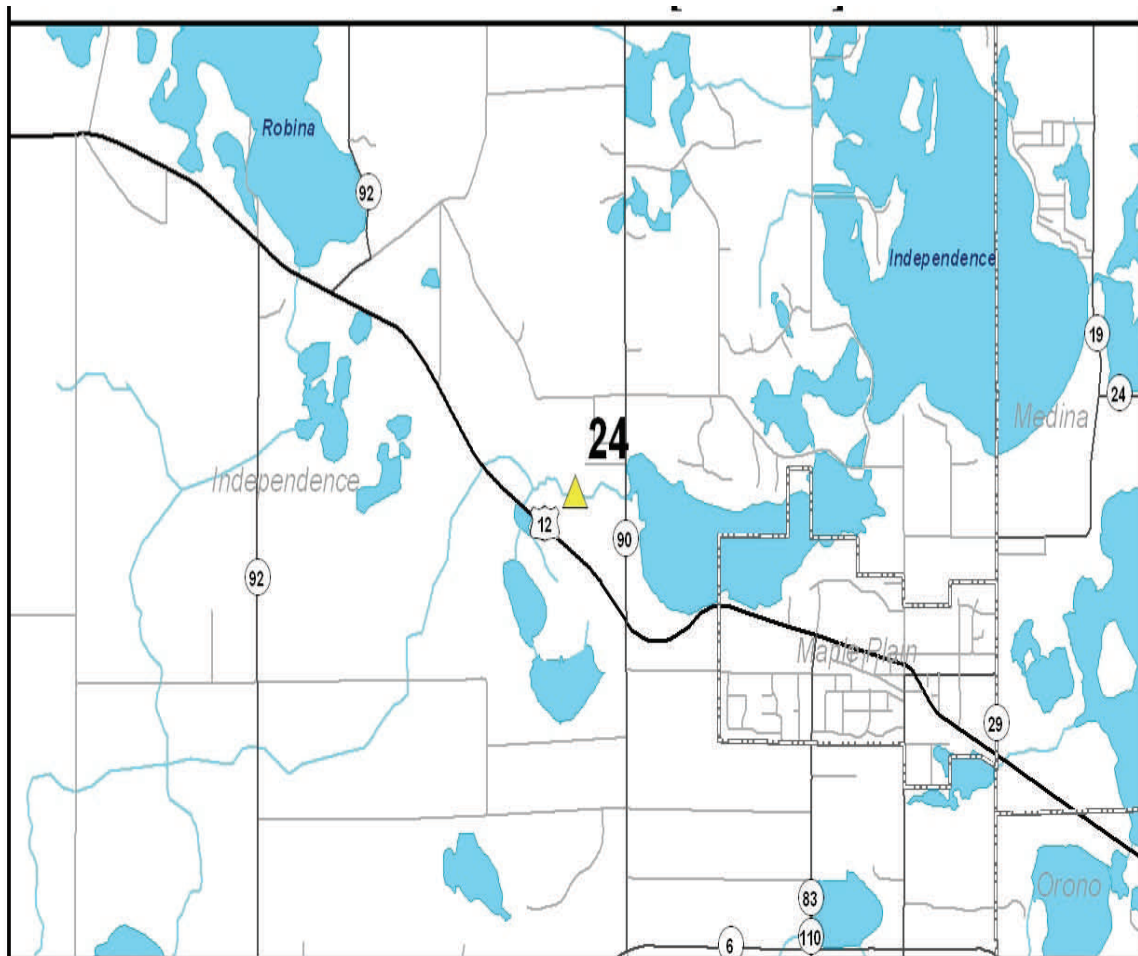 Robina
92
Independence
19
24
Medina
24
Independence
12
90
92
Maple Plain
29
Orono
83
110
6